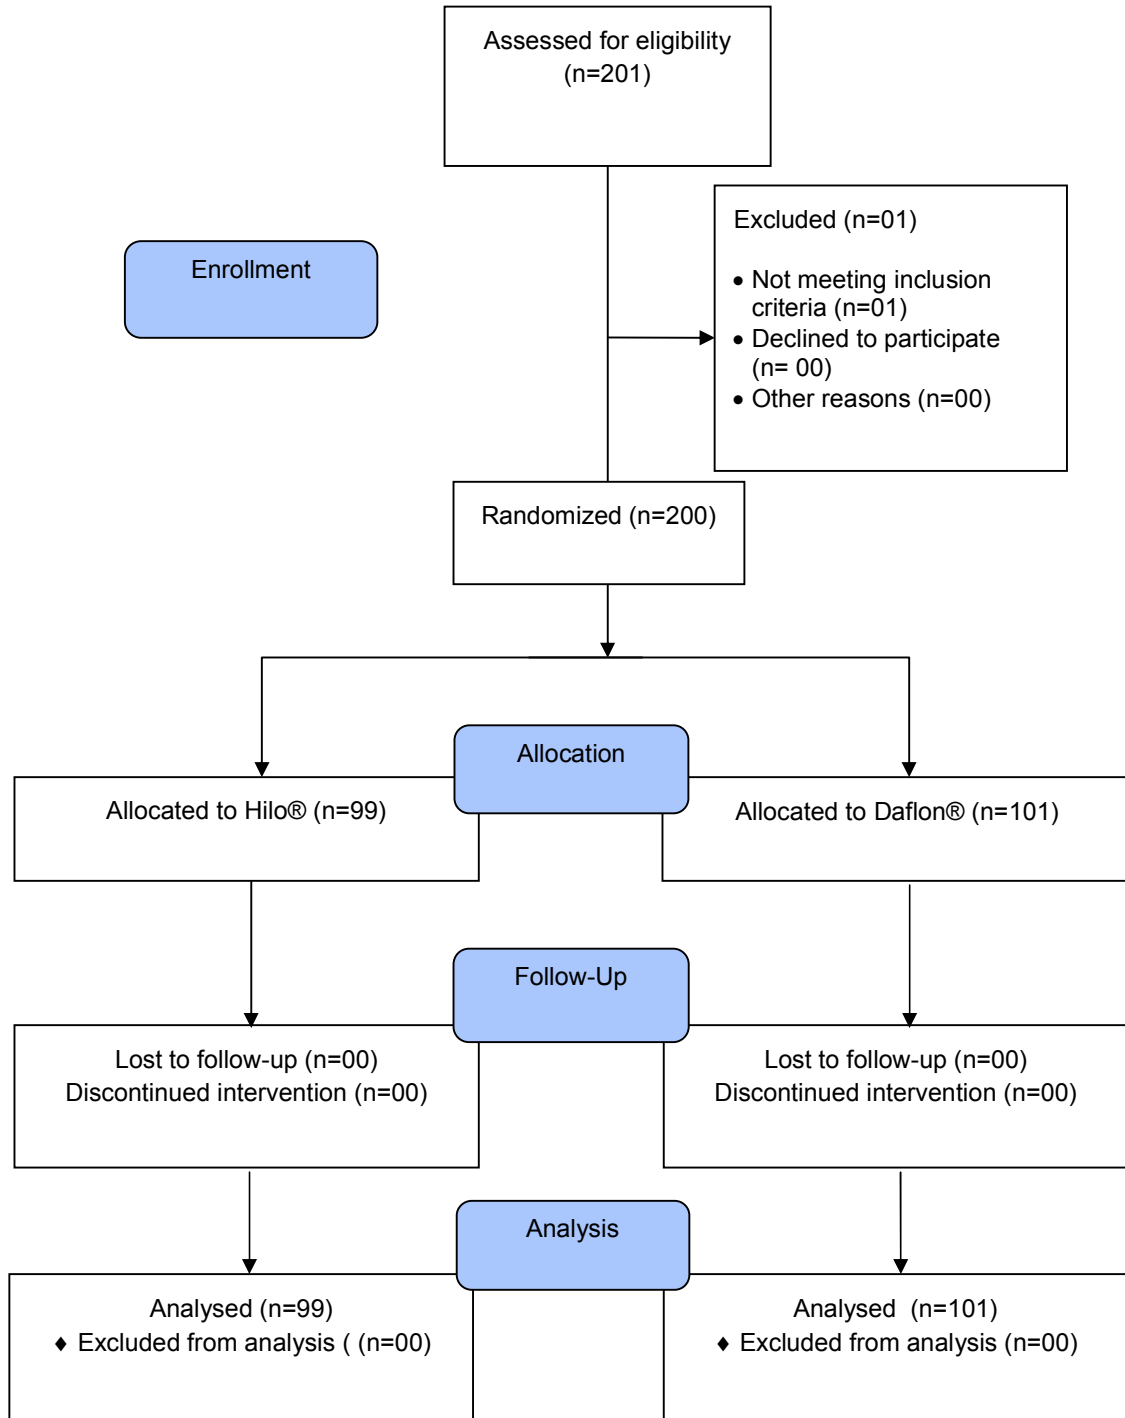 Assessed for eligibility
(n=201)
Excluded (n=01)
• Not meeting inclusion
criteria (n=01)
• Declined to participate
(n= 00)
• Other reasons (n=00)
Enrollment
Randomized (n=200)
Allocation
Allocated to Hilo® (n=99)
Allocated to Daflon® (n=101)
Follow-Up
Lost to follow-up (n=00)
Discontinued intervention (n=00)
Lost to follow-up (n=00)
Discontinued intervention (n=00)
Analysis
Analysed (n=99)
♦ Excluded from analysis ( (n=00)
Analysed  (n=101)
♦ Excluded from analysis (n=00)